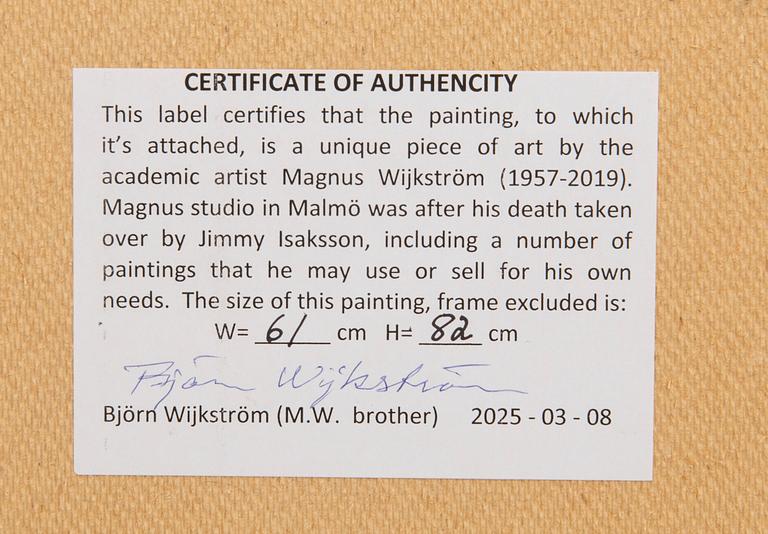 CERTIFICATE OF AUTHENCITY
This label certifies that the painting, to which
it's attached, is a unique piece of art by the
academic artist Magnus Wijkström (1957-2019).
Magnus studio in Malmö was after his death taken
over by Jimmy Isaksson, including a number of
paintings that he may use or sell for his own
needs. The size of this painting, frame excluded is:
W= 61 cm H= 82 cm
Björn Wijkström
Björn Wijkström (M.W. brother) 2025 - 03 - 08